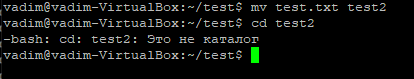 vadim@vadim-VirtualBox:~/test$ mv test.txt test2
vadim@vadim-VirtualBox:~/test$ cd test2
-bash: cd: test2: Это не каталог
vadim@vadim-VirtualBox:~/test$